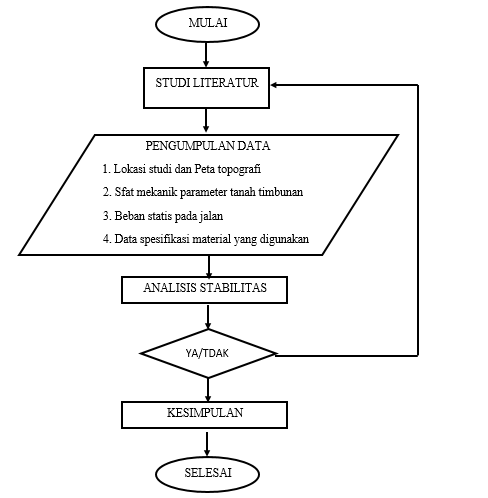 MULAI
STUDI LITERATUR
PENGUMPULAN DATA
1. Lokasi studi dan Peta topografi
2. Sfat mekanik parameter tanah timbunan
3. Beban statis pada jalan
4. Data spesifikasi material yang digunakan
ANALISIS STABILITAS
YA/TDAK
KESIMPULAN
SELESAI